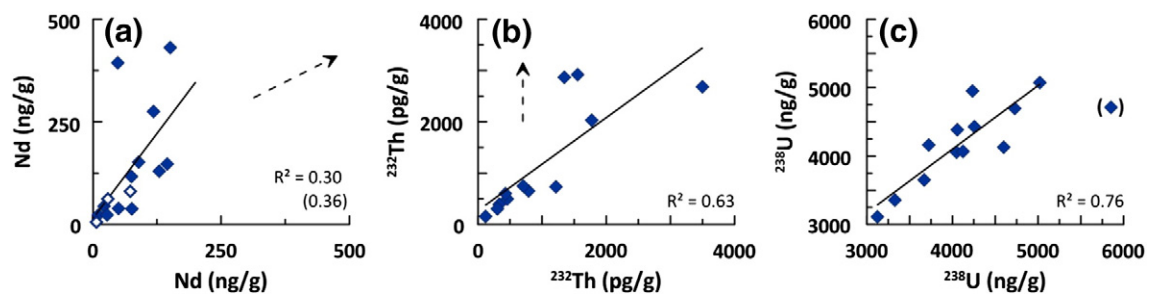 (a)
500
250
0
Nd (ng/g)
R² = 0.30
(0.36)
0
250
500
Nd (ng/g)
(b)
4000
2000
0
²³²Th (pg/g)
R² = 0.63
0
2000
4000
²³²Th (pg/g)
(c)
6000
5000
4000
3000
²³⁸U (ng/g)
( )
R² = 0.76
3000
4000
5000
6000
²³⁸U (ng/g)